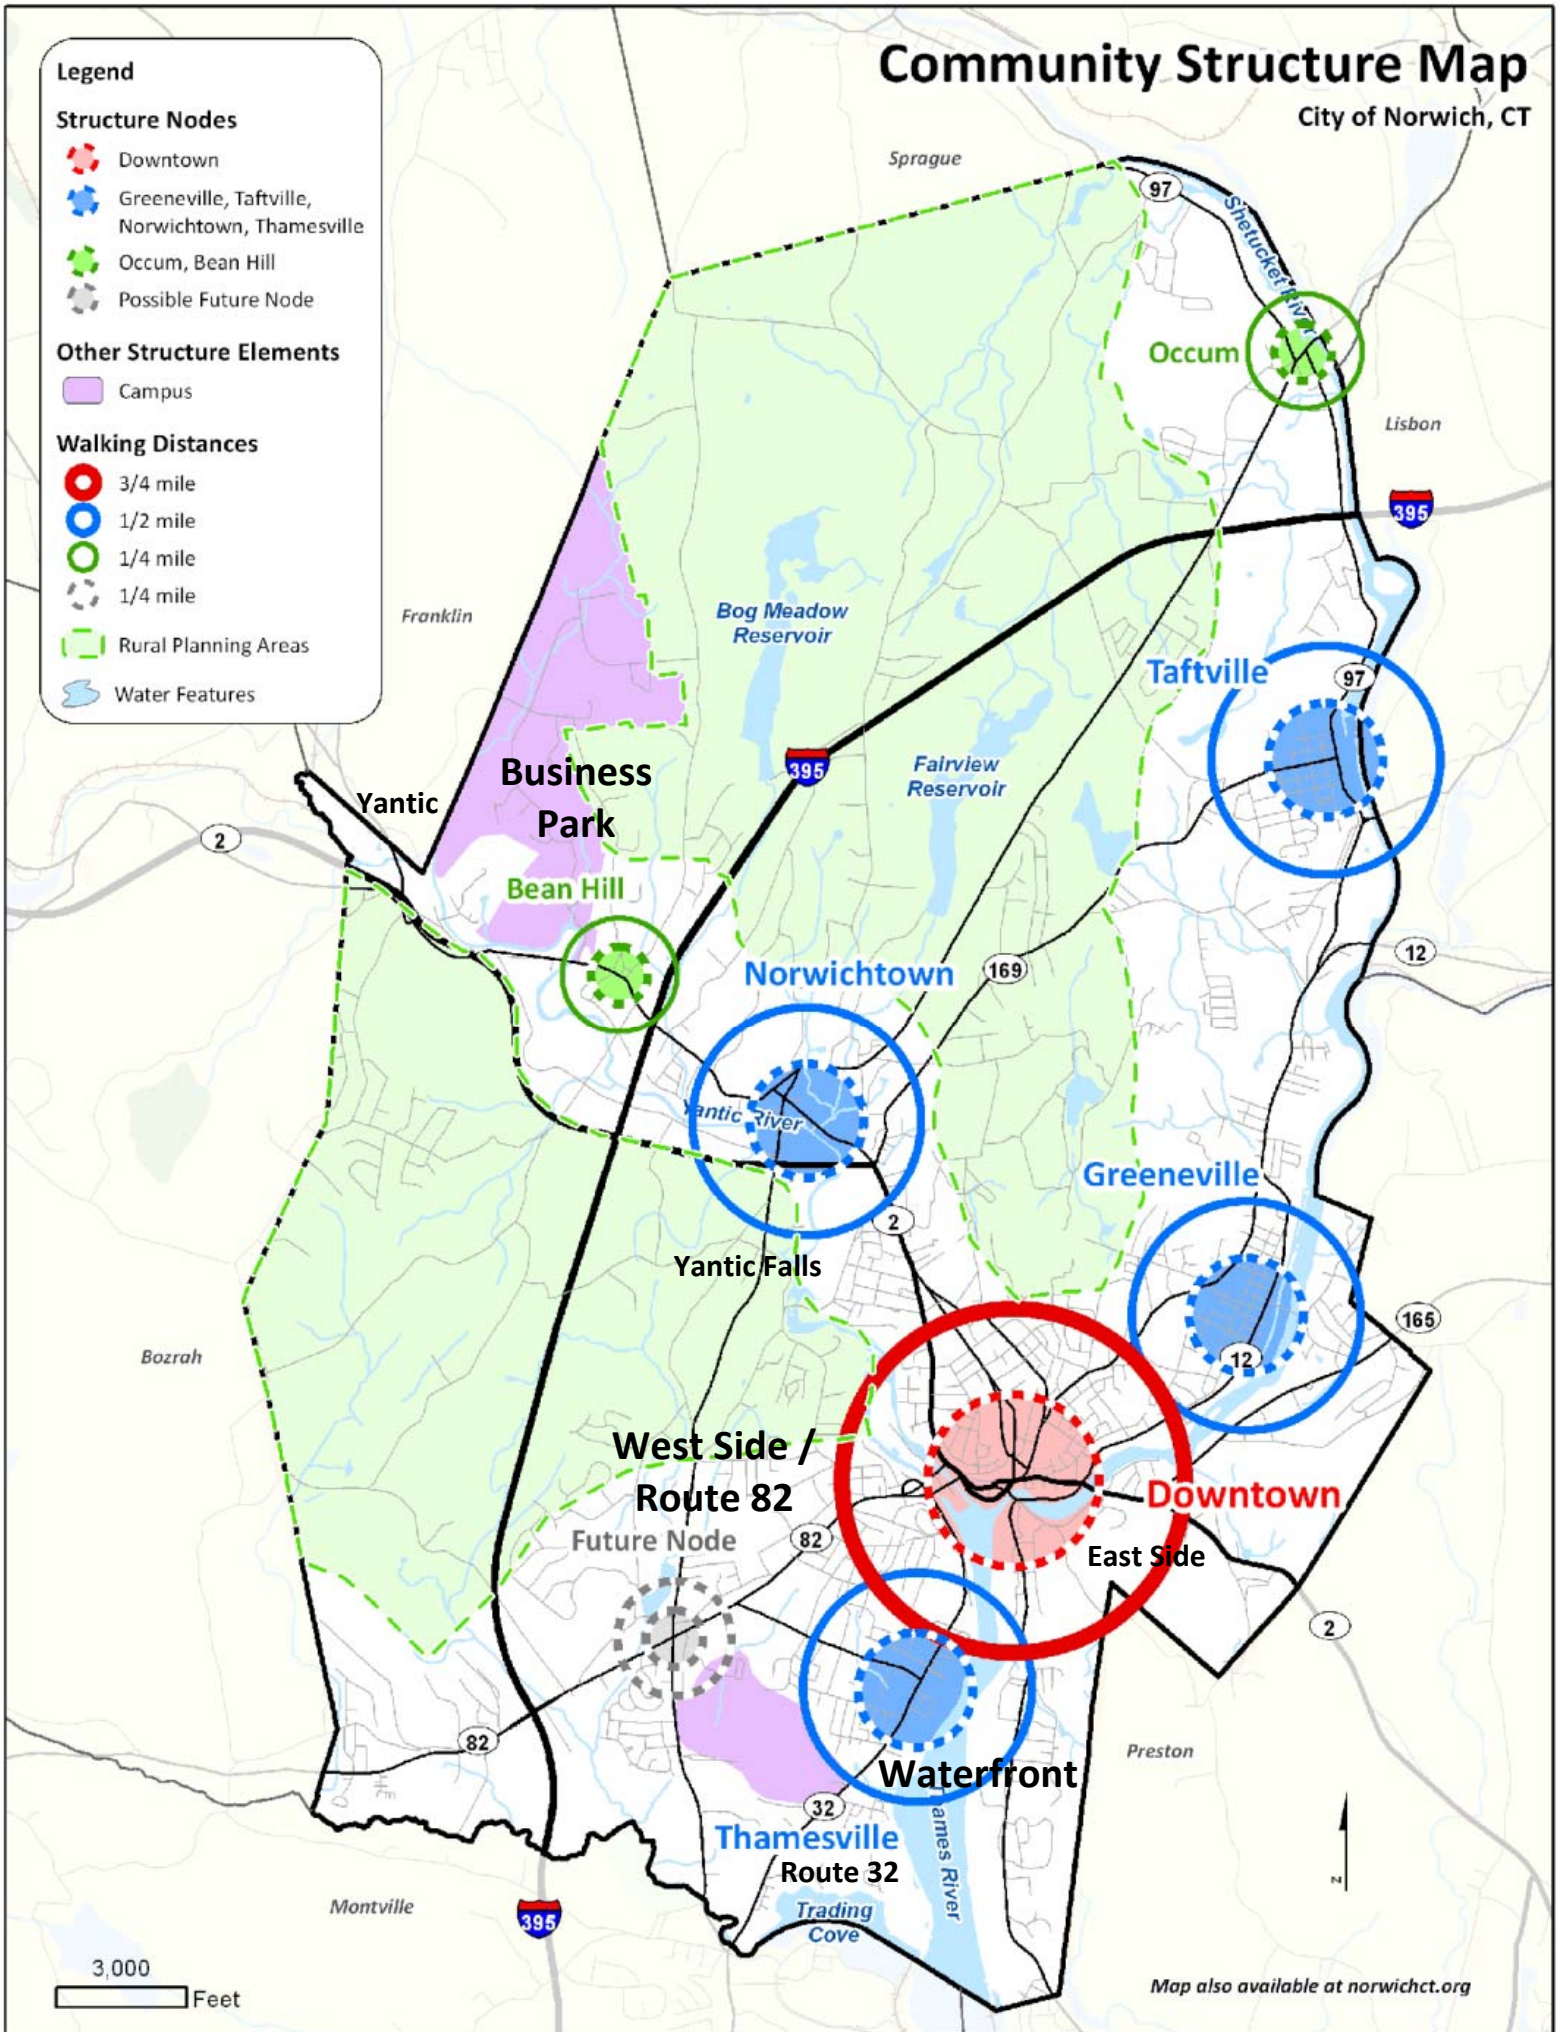 Community Structure Map
City of Norwich, CT
Legend
Structure Nodes
Downtown
Greeneville, Taftville,
Norwichtown, Thamesville
Occum, Bean Hill
Possible Future Node
Other Structure Elements
Campus
Walking Distances
3/4 mile
1/2 mile
1/4 mile
1/4 mile
Rural Planning Areas
Water Features
Sprague
97
Shetucket River
Occum
Lisbon
395
Franklin
Bog Meadow
Reservoir
Taftville
97
395
Fairview
Reservoir
Business
Park
Yantic
2
Bean Hill
12
169
Norwichtown
Yantic River
Greeneville
2
Yantic Falls
165
12
Bozrah
West Side /
Route 82
Downtown
Future Node
82
East Side
2
82
Preston
Waterfront
32
Thames River
Thamesville
Route 32
Trading
Cove
Montville
395
N
3,000
Feet
Map also available at norwichct.org